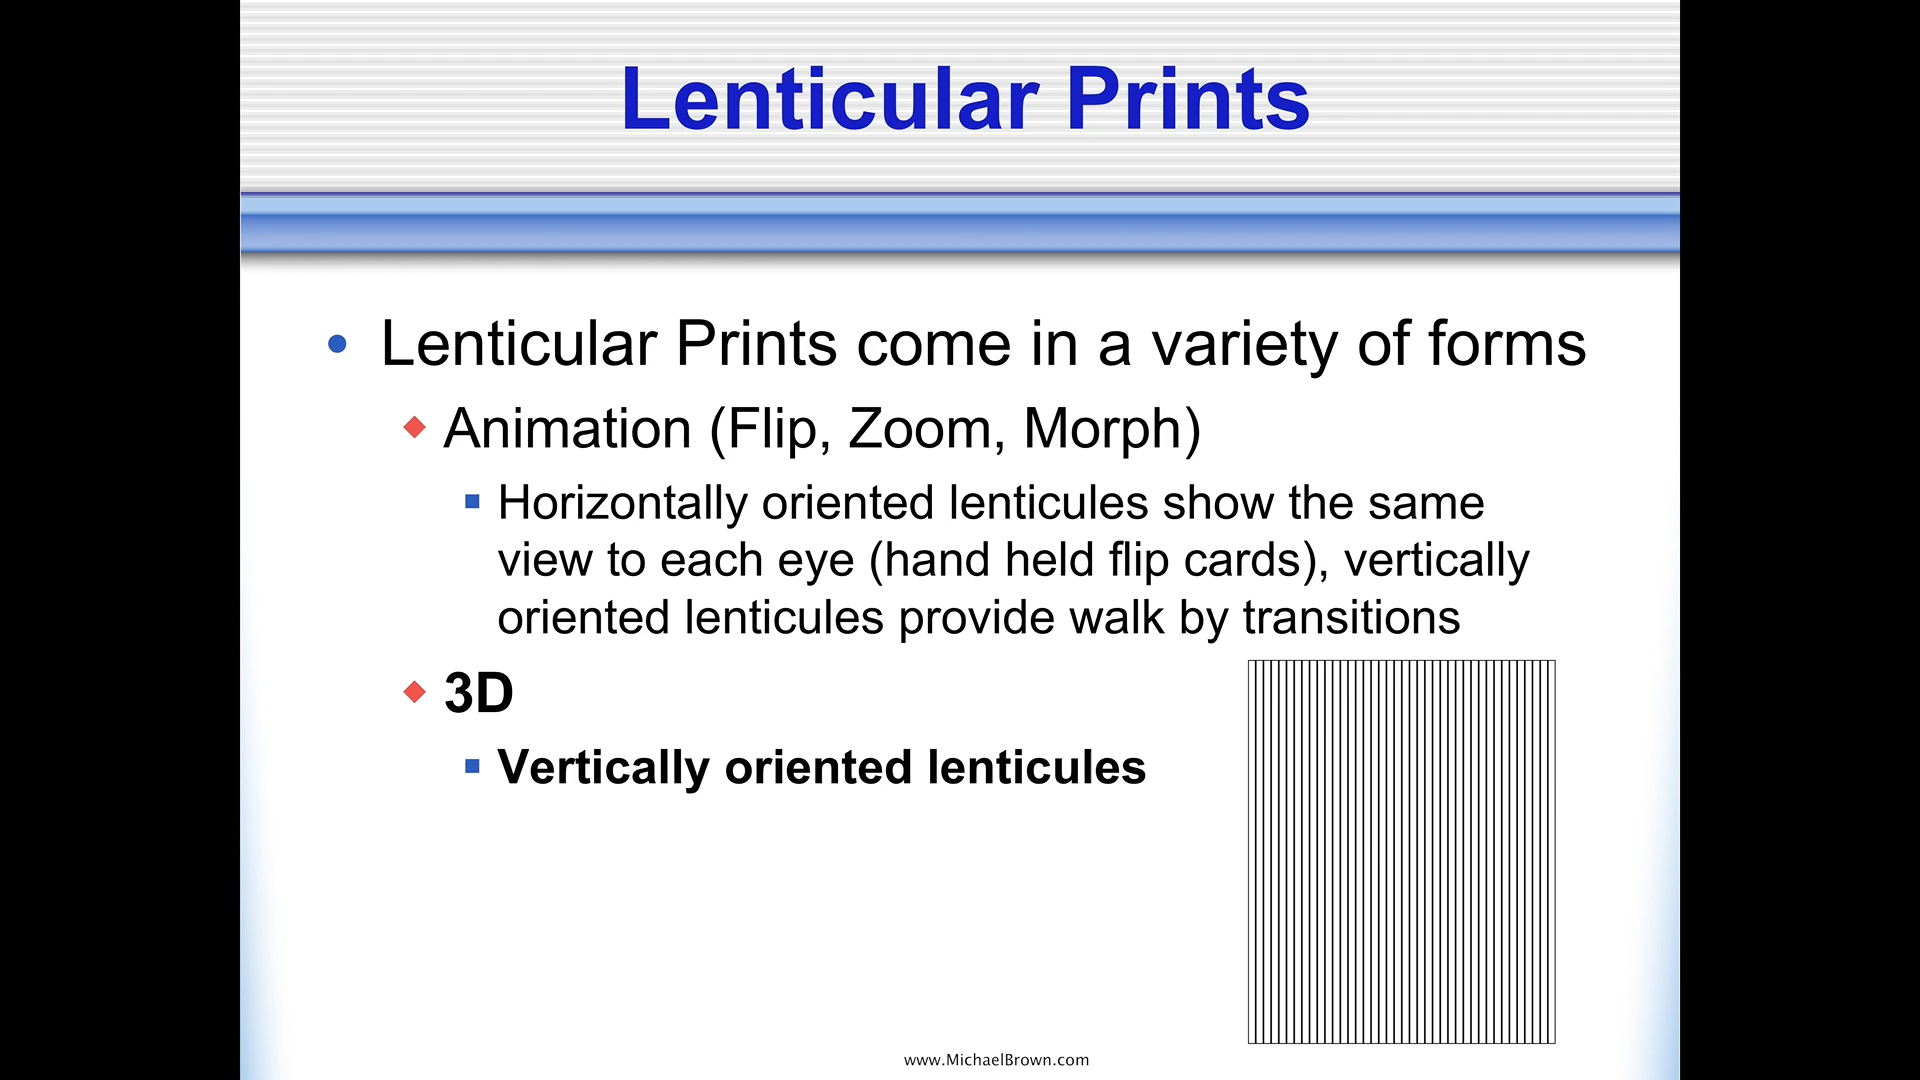 Lenticular Prints
Lenticular Prints come in a variety of forms
Animation (Flip, Zoom, Morph)
Horizontally oriented lenticules show the same
view to each eye (hand held flip cards), vertically
oriented lenticules provide walk by transitions
3D
Vertically oriented lenticules
www.MichaelBrown.com